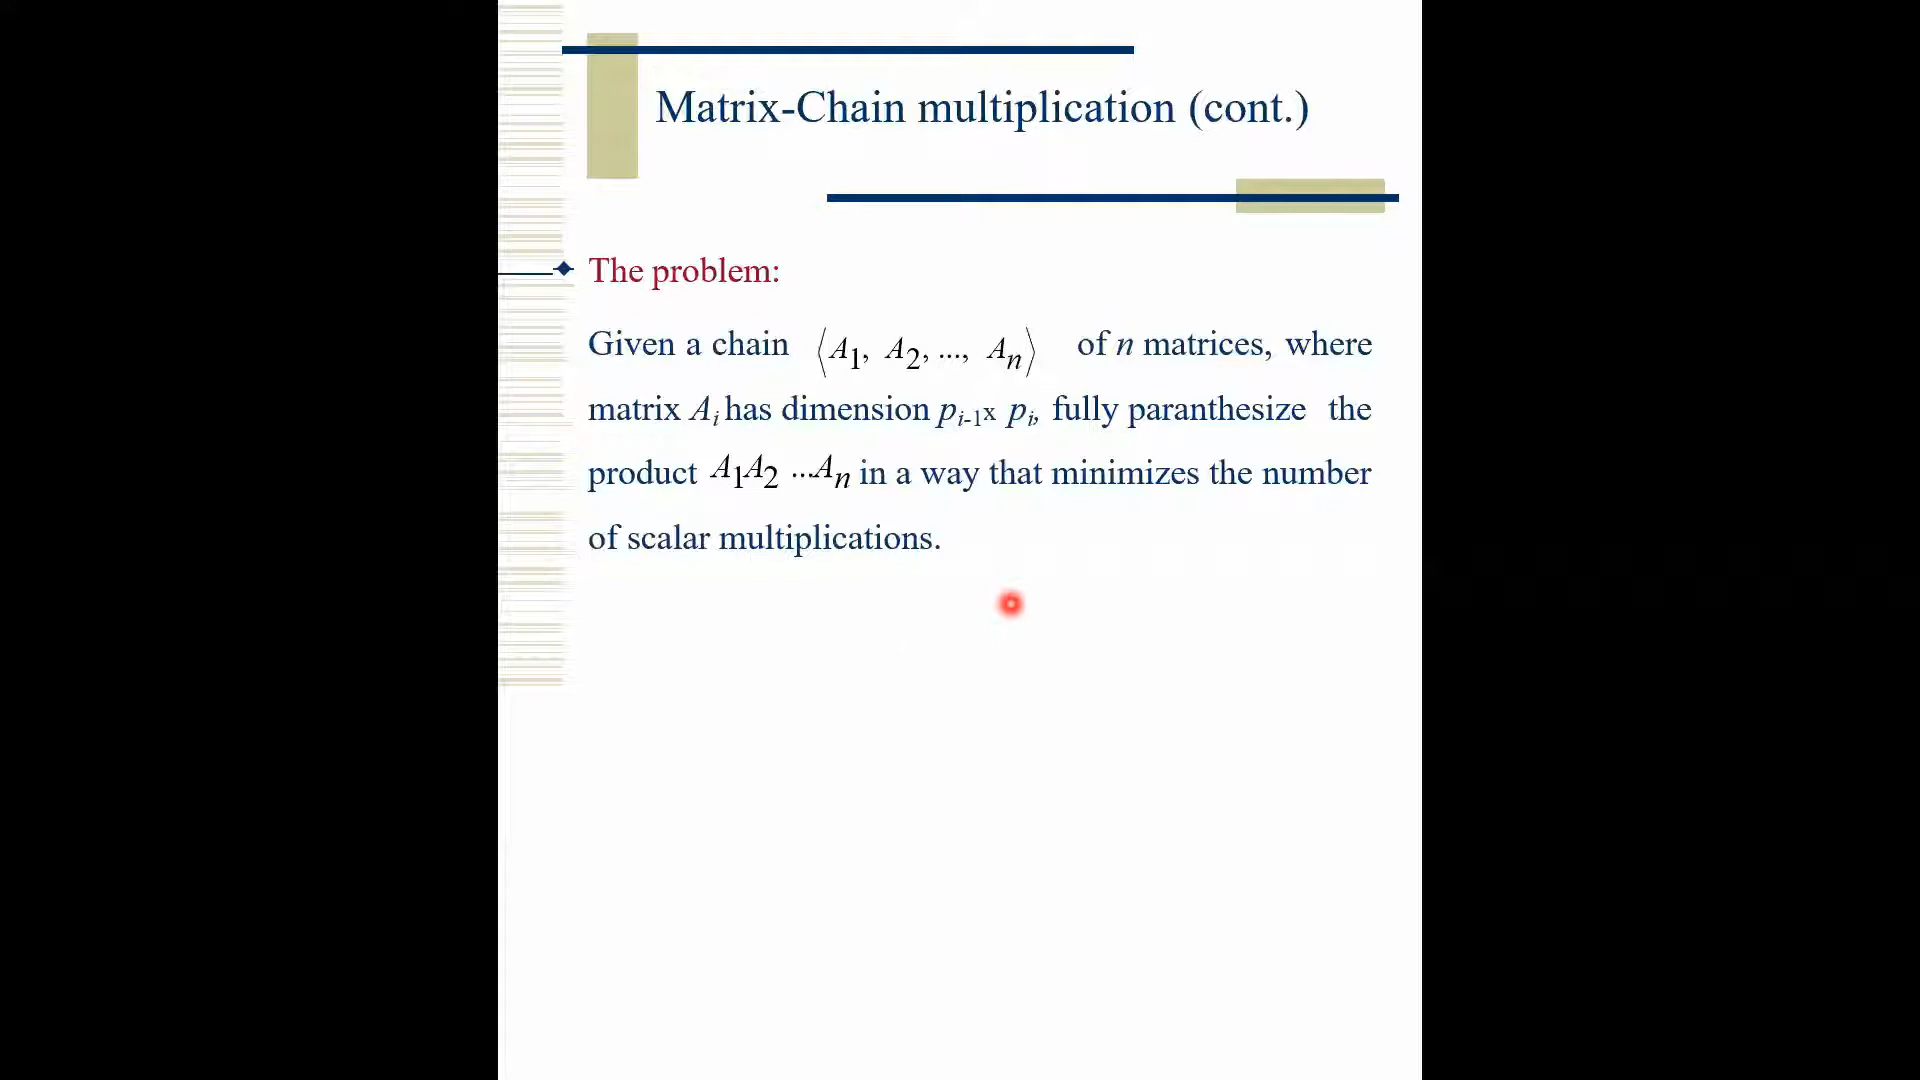 Matrix-Chain multiplication (cont.)
The problem:
Given a chain ⟨A₁, A₂, ..., Aₙ⟩ of n matrices, where
matrix Aᵢ has dimension pᵢ₋₁x pᵢ, fully paranthesize the
product A₁A₂ ...Aₙ in a way that minimizes the number
of scalar multiplications.